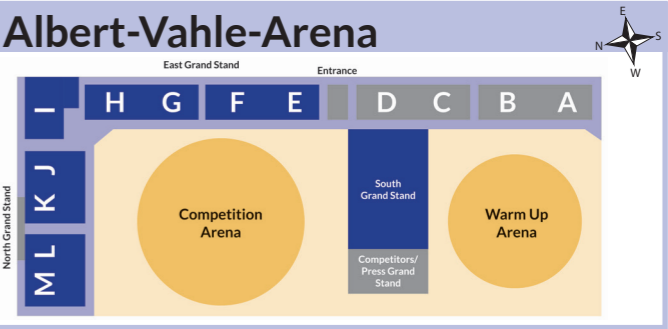 Albert-Vahle-Arena
E
N
S
W
East Grand Stand
Entrance
H G F E D C B A
I
J
K
L
M
North Grand Stand
South
Grand Stand
Competition
Arena
Warm Up
Arena
Competitors/
Press Grand
Stand